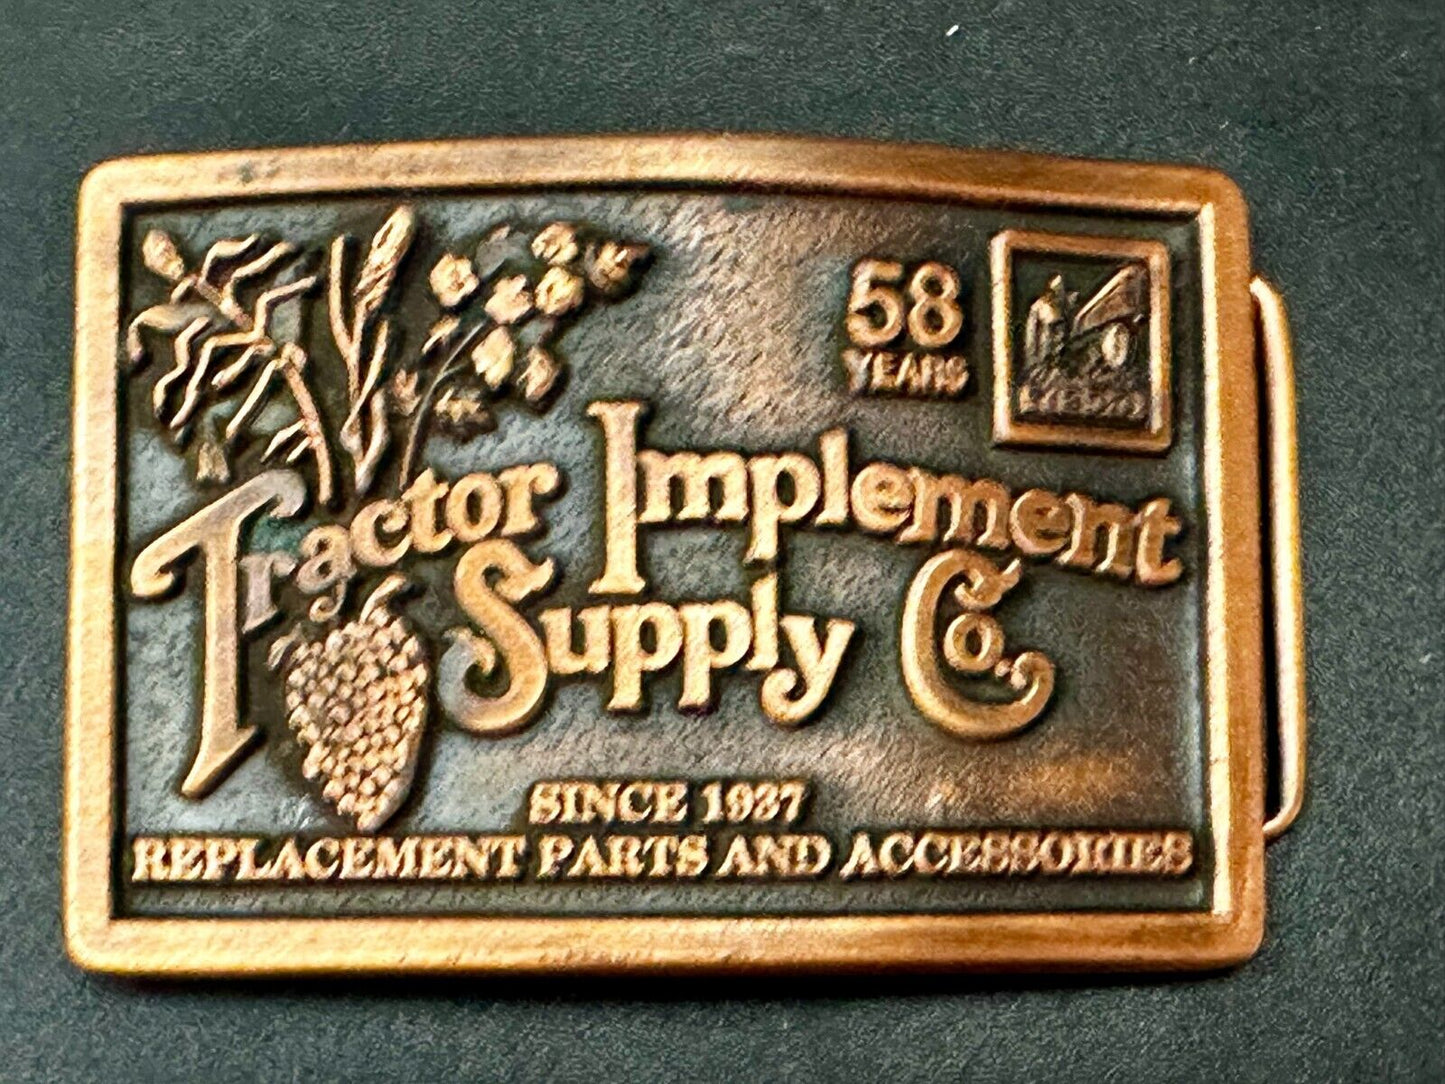 58
YEARS
Tractor Implement
Supply Co.
SINCE 1937
REPLACEMENT PARTS AND ACCESSORIES